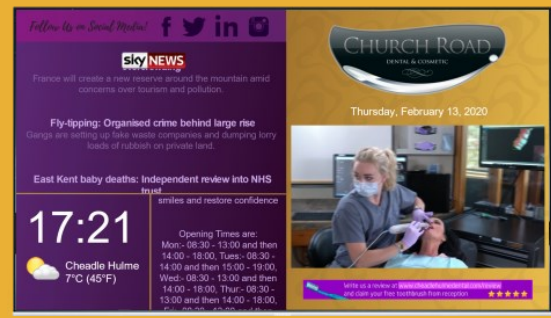 Follow Us on Social Media!
sky NEWS
France will create a new reserve around the mountain amid
concerns over tourism and pollution.
Fly-tipping: Organised crime behind large rise
Gangs are setting up fake waste companies and dumping lorry
loads of rubbish on private land.
East Kent baby deaths: Independent review into NHS
trust
17:21
Cheadle Hulme
7°C (45°F)
smiles and restore confidence
Opening Times are:
Mon:- 08:30 - 13:00 and then
14:00 - 18:00, Tues:- 08:30 -
14:00 and then 15:00 - 19:00,
Wed:- 08:30 - 13:00 and then
14:00 - 18:00, Thur:- 08:30 -
13:00 and then 14:00 - 18:00,
CHURCH ROAD
DENTAL & COSMETIC
Thursday, February 13, 2020
Write us a review at www.cheadlehulmedental.com/review
and claim your free toothbrush from reception